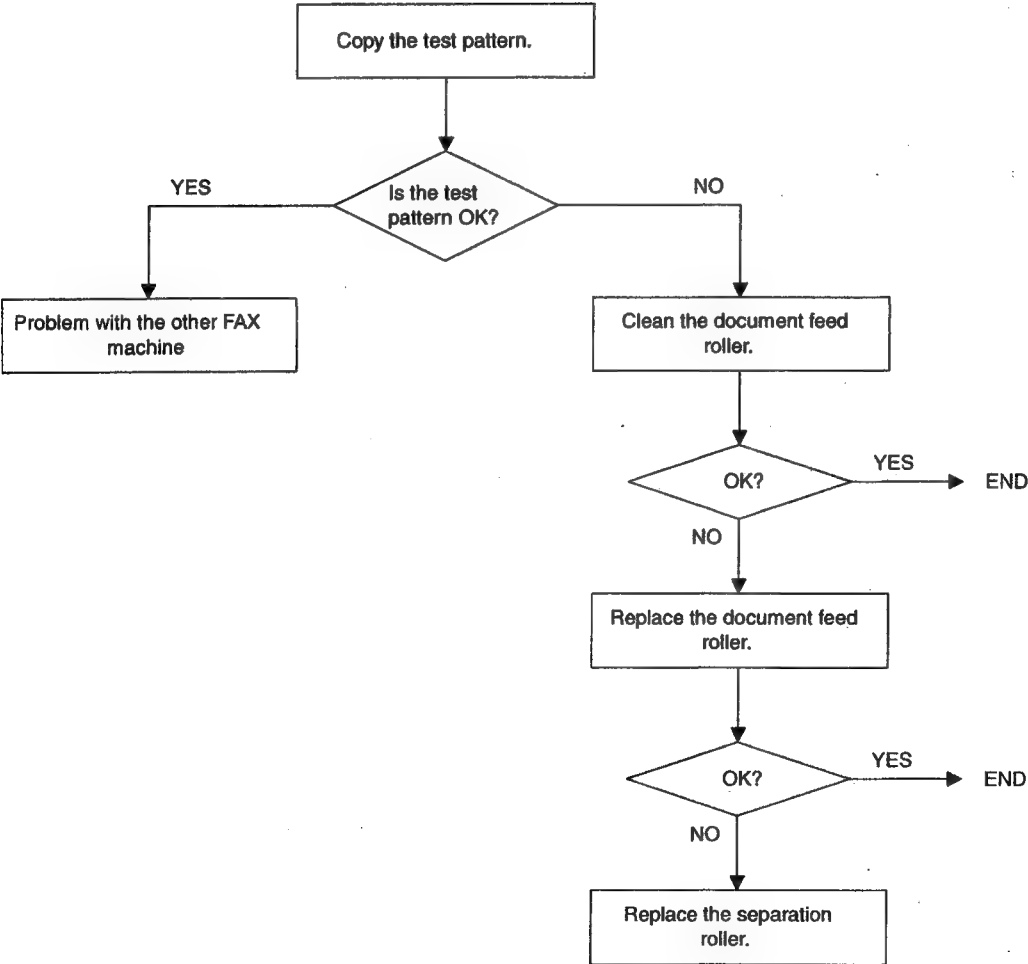 Copy the test pattern.
YES
Is the test
pattern OK?
NO
Problem with the other FAX
machine
Clean the document feed
roller.
OK?
YES
END
NO
Replace the document feed
roller.
OK?
YES
END
NO
Replace the separation
roller.